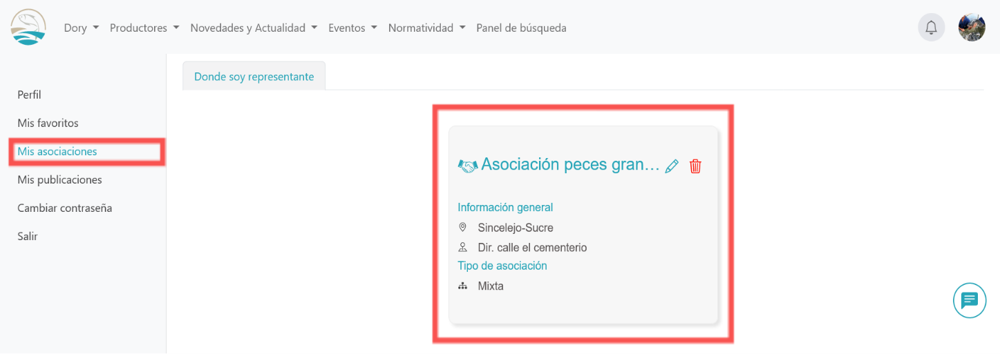 Dory Productores Novedades y Actualidad Eventos Normatividad Panel de búsqueda
Perfil
Mis favoritos
Mis asociaciones
Mis publicaciones
Cambiar contraseña
Salir
Donde soy representante
Asociación peces gran...
Información general
Sincelejo-Sucre
Dir. calle el cementerio
Tipo de asociación
Mixta